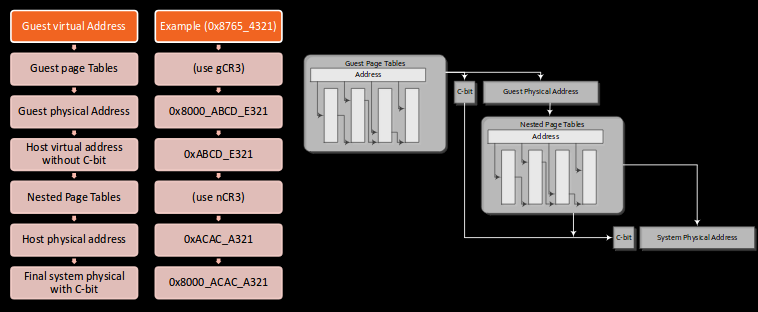 Guest virtual Address
Example (0x8765_4321)
Guest page Tables
(use gCR3)
Guest physical Address
0x8000_ABCD_E321
Host virtual address
without C-bit
0xABCD_E321
Nested Page Tables
(use nCR3)
Host physical address
0xACAC_A321
Final system physical
with C-bit
0x8000_ACAC_A321
Guest Page Tables
Address
C-bit
Guest Physical Address
Nested Page Tables
Address
C-bit
System Physical Address